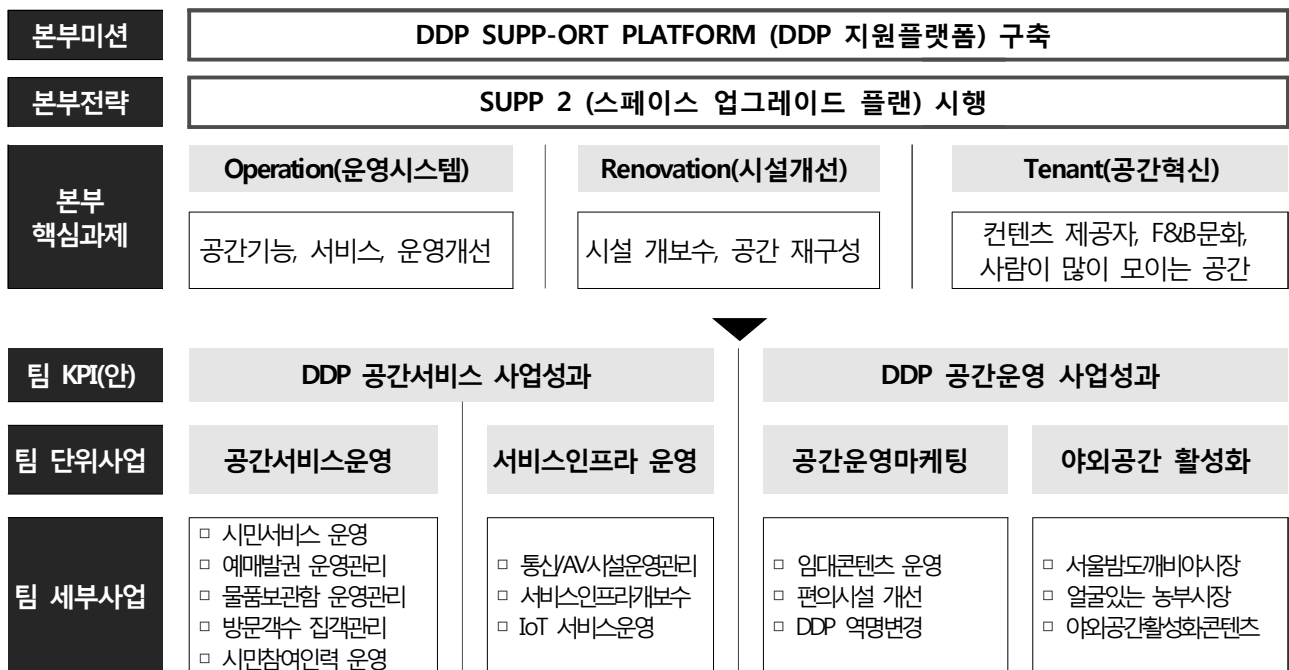 본부미션
DDP SUPP-ORT PLATFORM (DDP 지원플랫폼) 구축
본부전략
SUPP 2 (스페이스 업그레이드 플랜) 시행
본부
핵심과제
Operation(운영시스템)
공간기능, 서비스, 운영개선
Renovation(시설개선)
시설 개보수, 공간 재구성
Tenant(공간혁신)
컨텐츠 제공자, F&B문화,
사람이 많이 모이는 공간
팀 KPI(안)
DDP 공간서비스 사업성과
DDP 공간운영 사업성과
팀 단위사업
공간서비스운영
서비스인프라 운영
공간운영마케팅
야외공간 활성화
팀 세부사업
□ 시민서비스 운영
□ 예매발권 운영관리
□ 물품보관함 운영관리
□ 방문객수 집객관리
□ 시민참여인력 운영
□ 통신/AV시설운영관리
□ 서비스인프라개보수
□ IoT 서비스운영
□ 임대콘텐츠 운영
□ 편의시설 개선
□ DDP 역명변경
□ 서울밤도깨비야시장
□ 얼굴있는 농부시장
□ 야외공간활성화콘텐츠